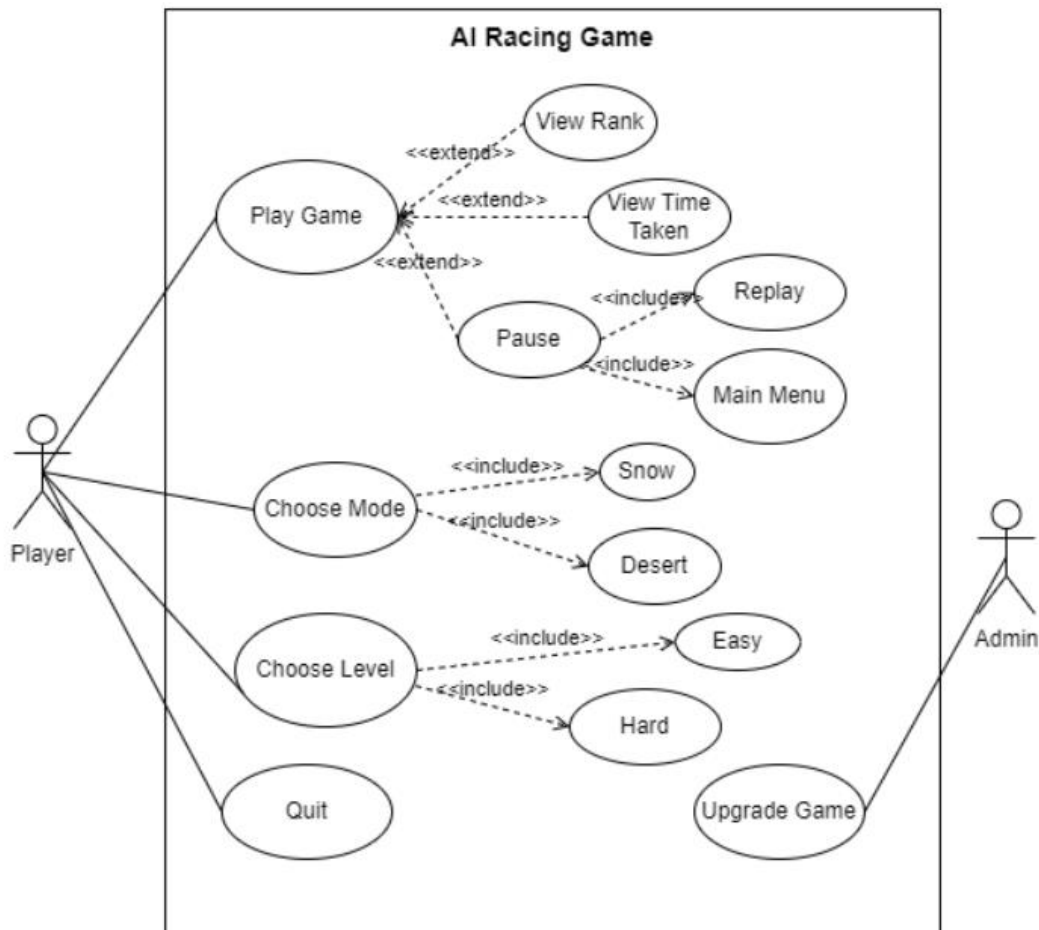 AI Racing Game
View Rank
<<extend>>
Play Game
<<extend>>
View Time
Taken
<<extend>>
Pause
<<include>>
Replay
<<include>>
Main Menu
Player
Choose Mode
<<include>>
Snow
<<include>>
Desert
Admin
Choose Level
<<include>>
Easy
<<include>>
Hard
Quit
Upgrade Game